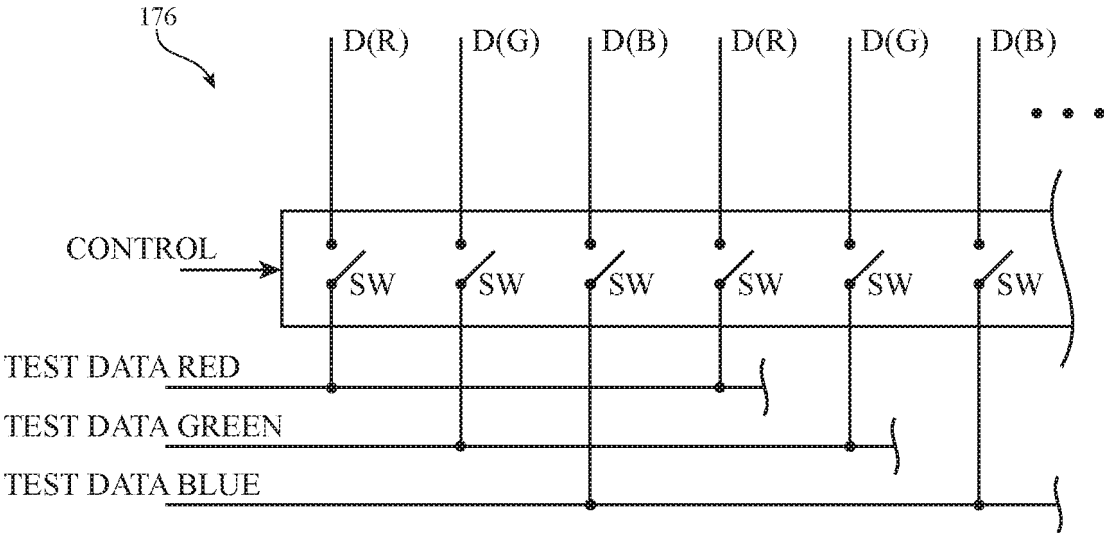 176
D(R) D(G) D(B) D(R) D(G) D(B)
CONTROL
SW SW SW SW SW SW
TEST DATA RED
TEST DATA GREEN
TEST DATA BLUE